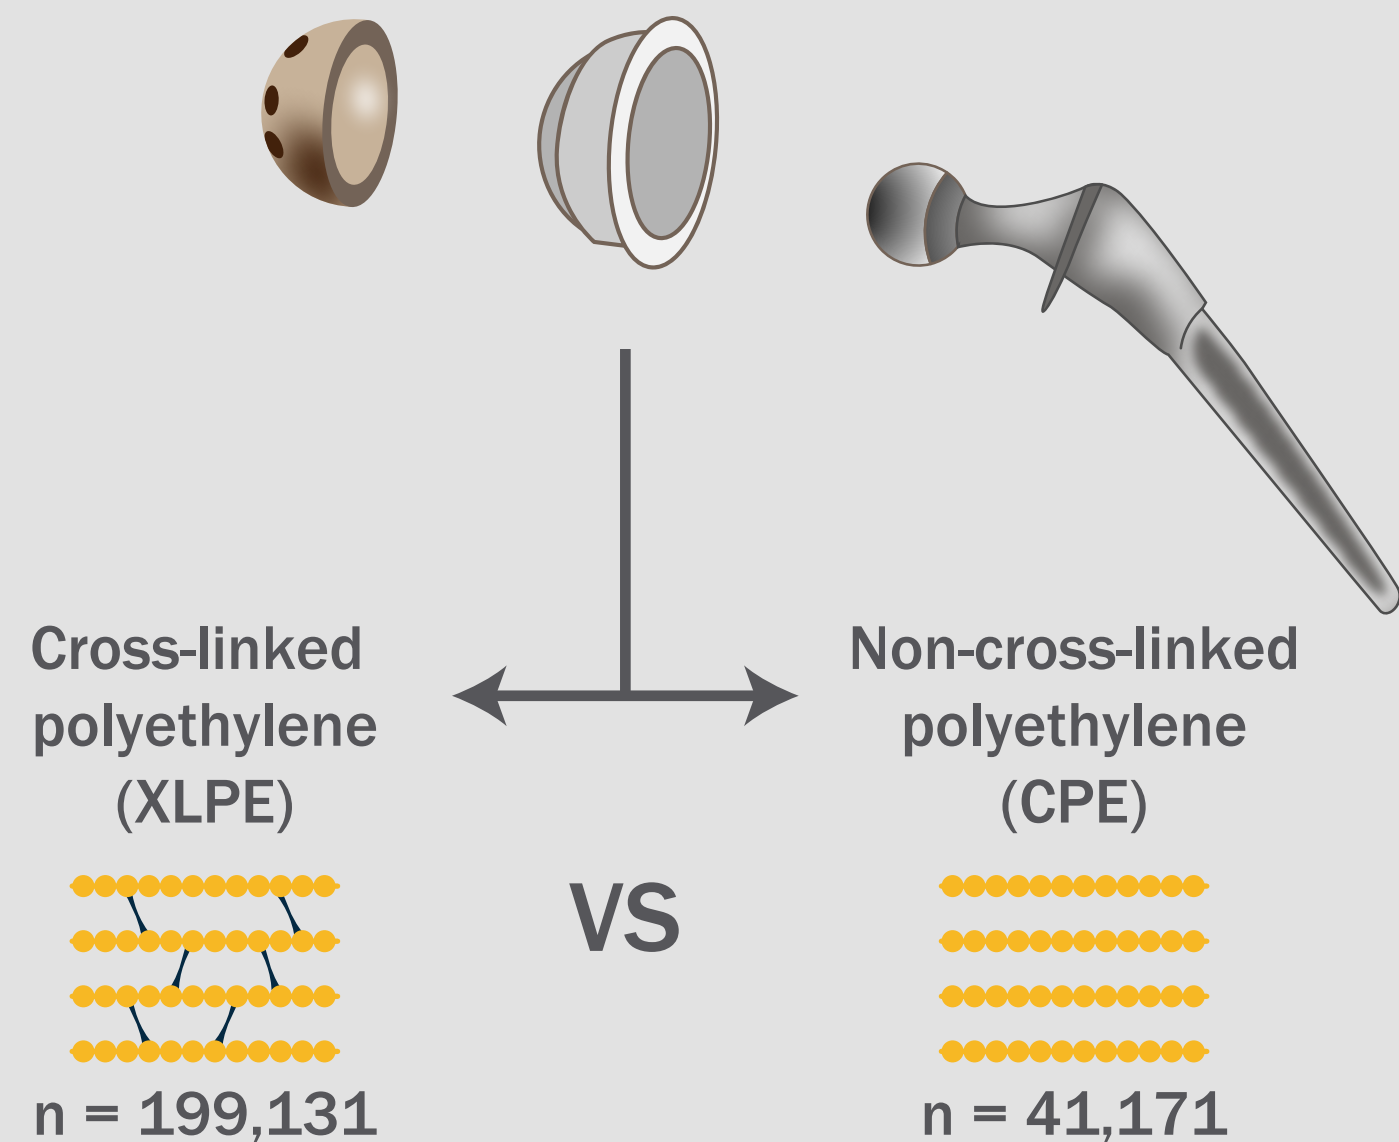 Cross-linked
polyethylene
(XLPE)
n = 199,131
VS
Non-cross-linked
polyethylene
(CPE)
n = 41,171